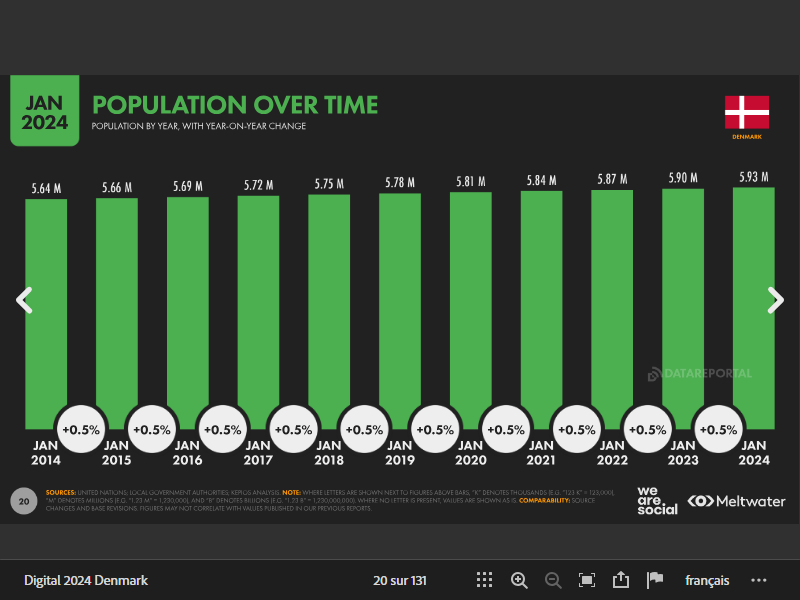 JAN
2024
POPULATION OVER TIME
POPULATION BY YEAR, WITH YEAR-ON-YEAR CHANGE
DENMARK
5.64 M 5.66 M 5.69 M 5.72 M 5.75 M 5.78 M 5.81 M 5.84 M 5.87 M 5.90 M 5.93 M
DATAREPORTAL
+0.5% +0.5% +0.5% +0.5% +0.5% +0.5% +0.5% +0.5% +0.5% +0.5%
JAN JAN JAN JAN JAN JAN JAN JAN JAN JAN JAN
2014 2015 2016 2017 2018 2019 2020 2021 2022 2023 2024
20
SOURCES: UNITED NATIONS; LOCAL GOVERNMENT AUTHORITIES; KEPIOS ANALYSIS. NOTE: WHERE LETTERS ARE SHOWN NEXT TO FIGURES ABOVE BARS, "K" DENOTES THOUSANDS (E.G. "123 K" = 123,000),
"M" DENOTES MILLIONS (E.G. "1.23 M" = 1,230,000), AND "B" DENOTES BILLIONS (E.G. "1.23 B" = 1,230,000,000). WHERE NO LETTER IS PRESENT, VALUES ARE SHOWN AS IS. COMPARABILITY: SOURCE
CHANGES AND BASE REVISIONS. FIGURES MAY NOT CORRELATE WITH VALUES PUBLISHED IN OUR PREVIOUS REPORTS.
we
are.
social
Meltwater
Digital 2024 Denmark
20 sur 131
français